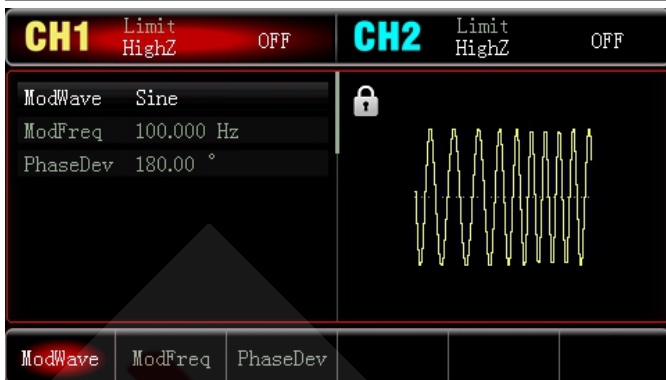 CH1 Limit HighZ OFF CH2 Limit HighZ OFF
ModWave Sine
ModFreq 100.000 Hz
PhaseDev 180.00 °
ModWave ModFreq PhaseDev